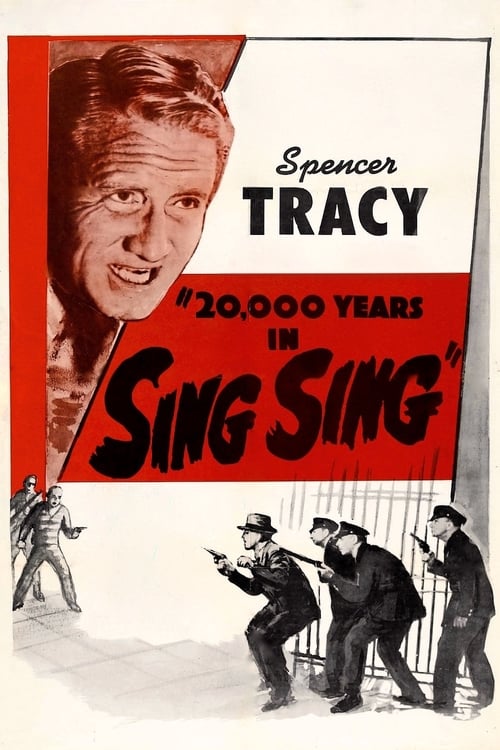 Spencer
TRACY
"20,000 YEARS
IN
SING SING"